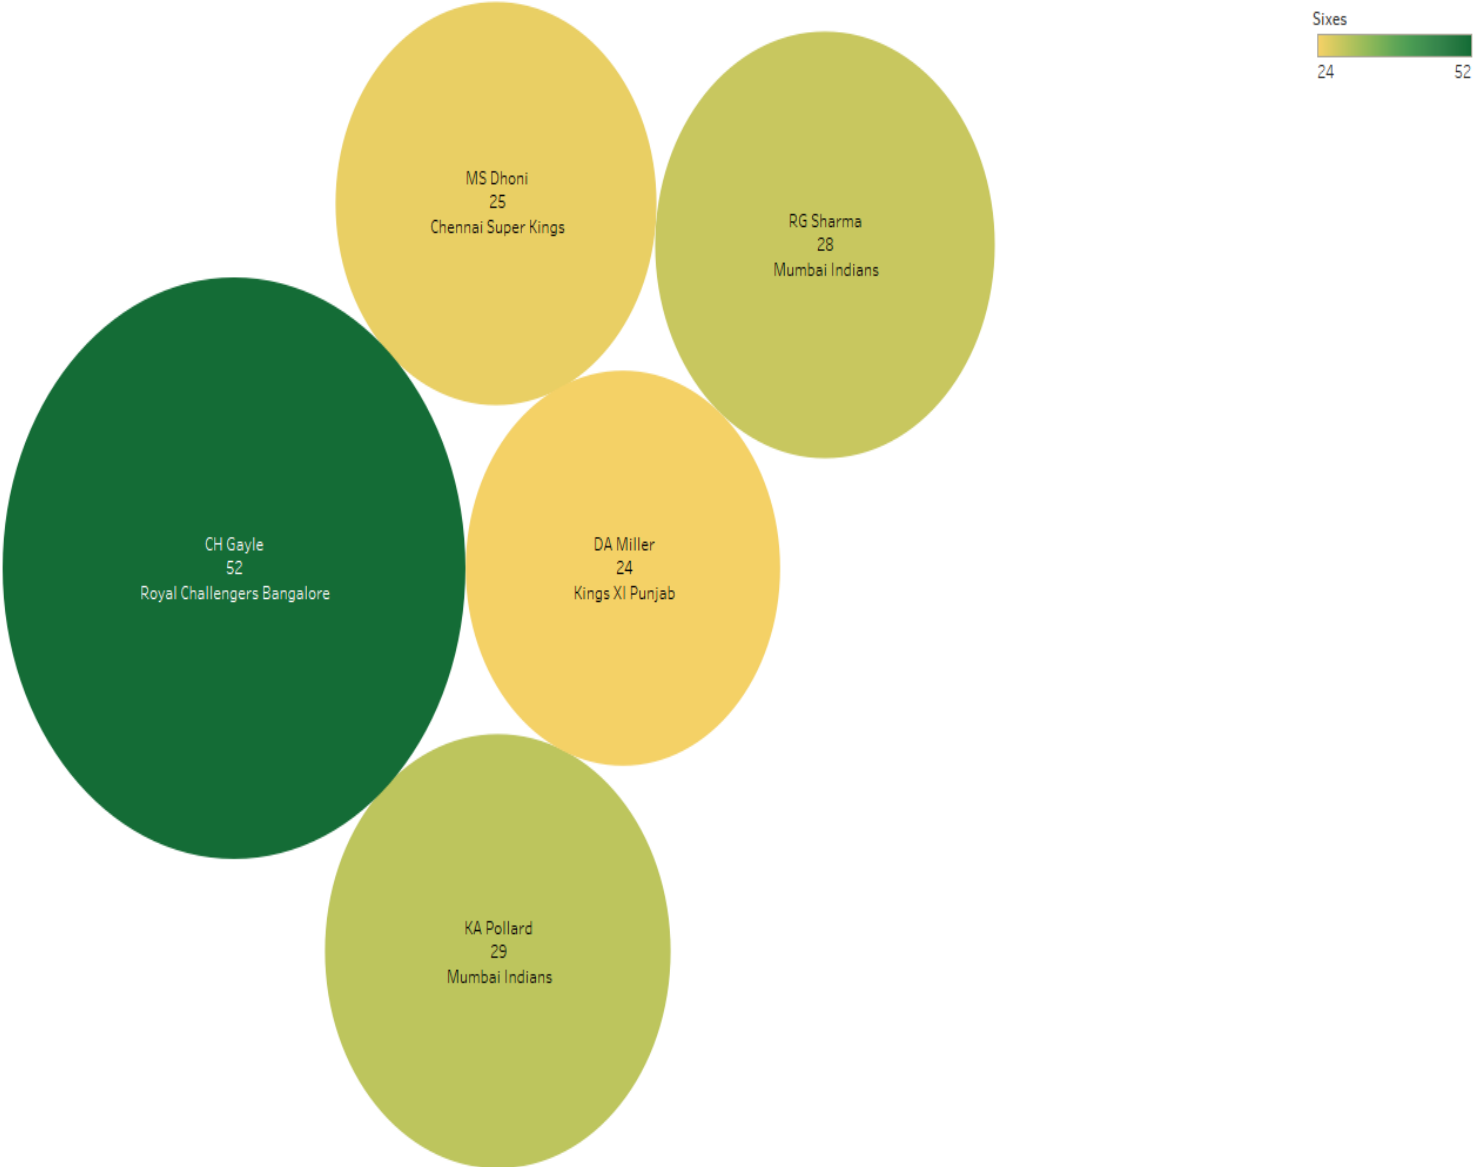 Sixes
24 52
MS Dhoni
25
Chennai Super Kings
RG Sharma
28
Mumbai Indians
CH Gayle
52
Royal Challengers Bangalore
DA Miller
24
Kings XI Punjab
KA Pollard
29
Mumbai Indians